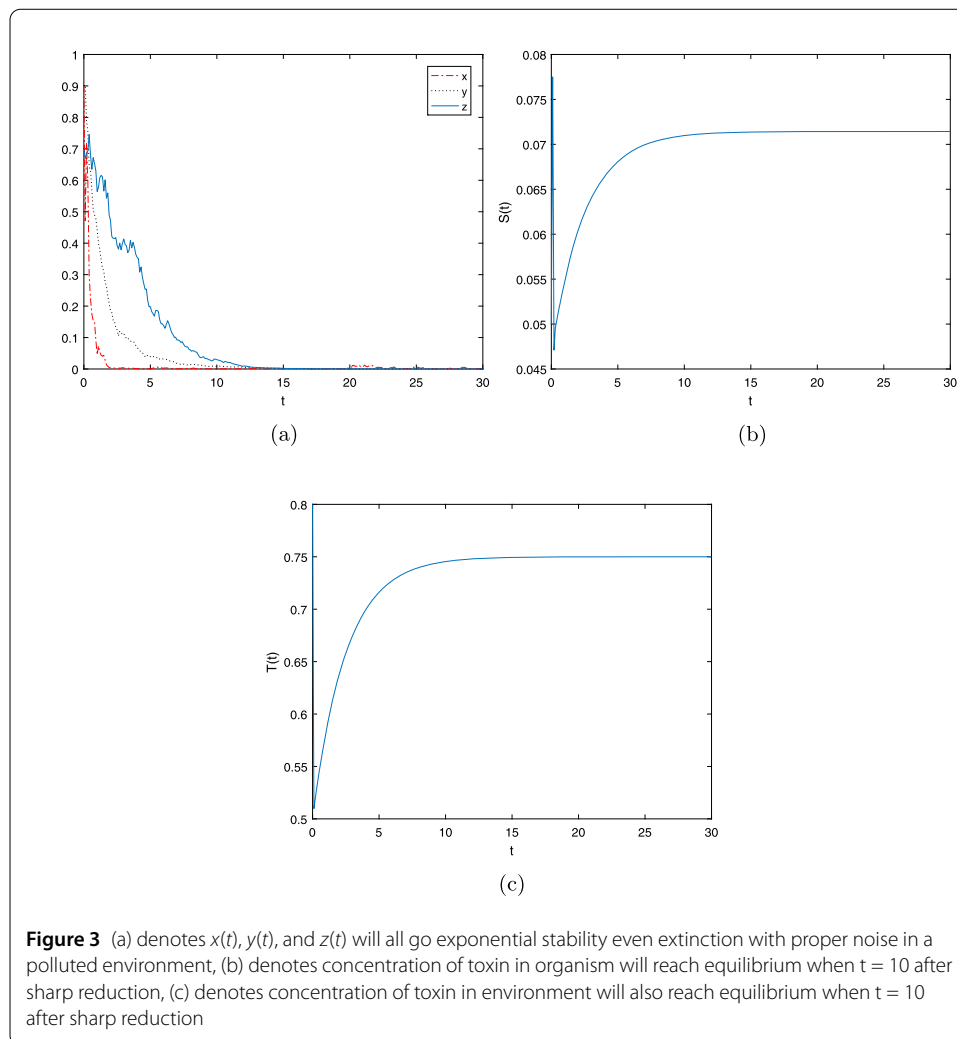 1
0.9
0.8
0.7
0.6
0.5
0.4
0.3
0.2
0.1
0
0 5 10 15 20 25 30
t
x
y
z
(a)
0.08
0.075
0.07
0.065
0.06
0.055
0.05
0.045
S(t)
0 5 10 15 20 25 30
t
(b)
0.8
0.75
0.7
0.65
0.6
0.55
0.5
T(t)
0 5 10 15 20 25 30
t
(c)
Figure 3 (a) denotes x(t), y(t), and z(t) will all go exponential stability even extinction with proper noise in a
polluted environment, (b) denotes concentration of toxin in organism will reach equilibrium when t = 10 after
sharp reduction, (c) denotes concentration of toxin in environment will also reach equilibrium when t = 10
after sharp reduction